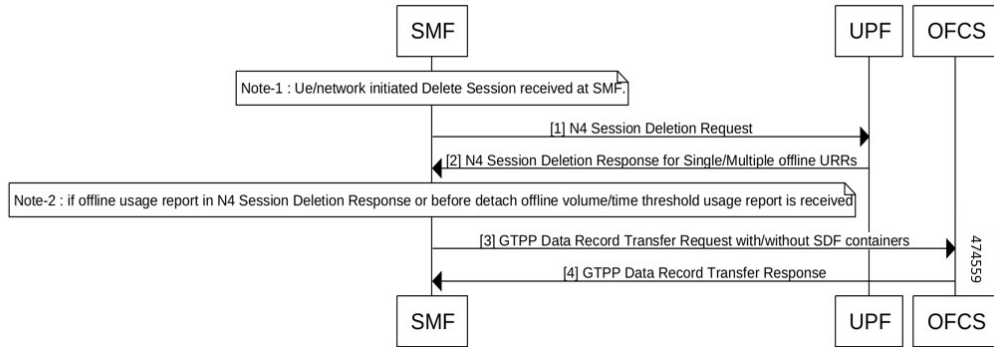 SMF
UPF
OFCS
Note-1 : Ue/network initiated Delete Session received at SMF.
[1] N4 Session Deletion Request
[2] N4 Session Deletion Response for Single/Multiple offline URRs
Note-2 : if offline usage report in N4 Session Deletion Response or before detach offline volume/time threshold usage report is received
[3] GTPP Data Record Transfer Request with/without SDF containers
474559
[4] GTPP Data Record Transfer Response
SMF
UPF
OFCS